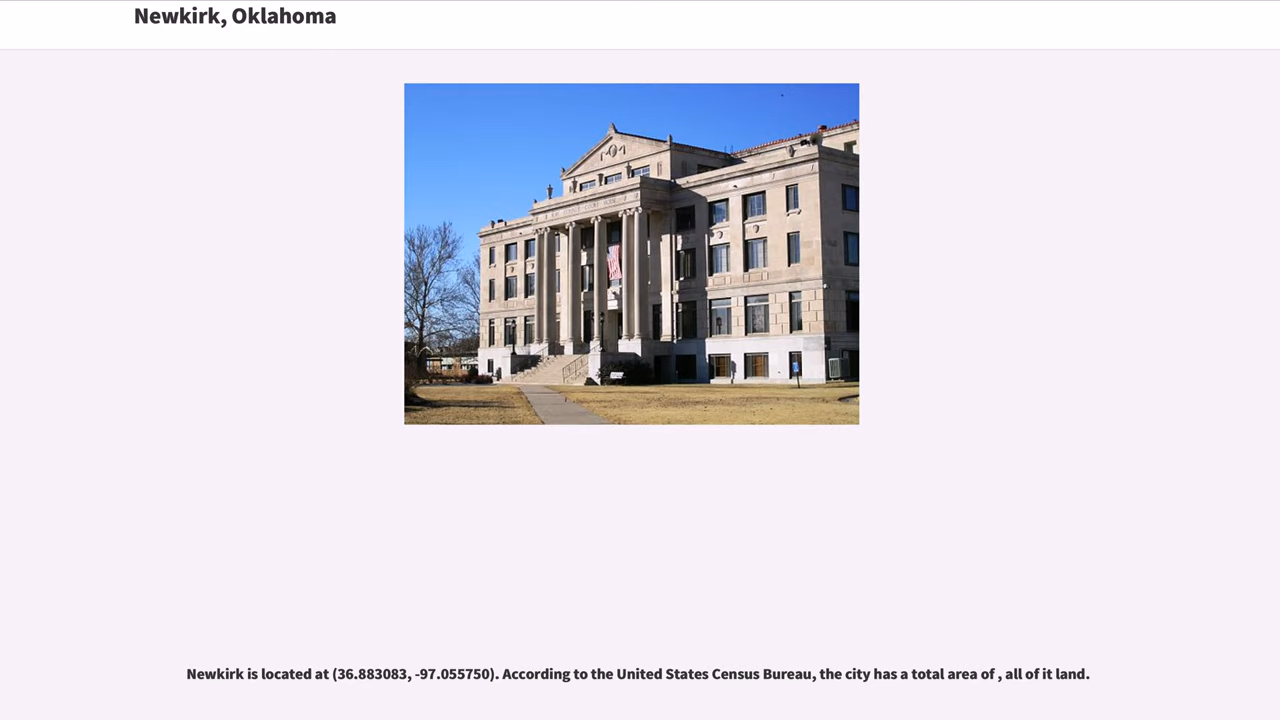 Newkirk, Oklahoma
Newkirk is located at (36.883083, -97.055750). According to the United States Census Bureau, the city has a total area of , all of it land.